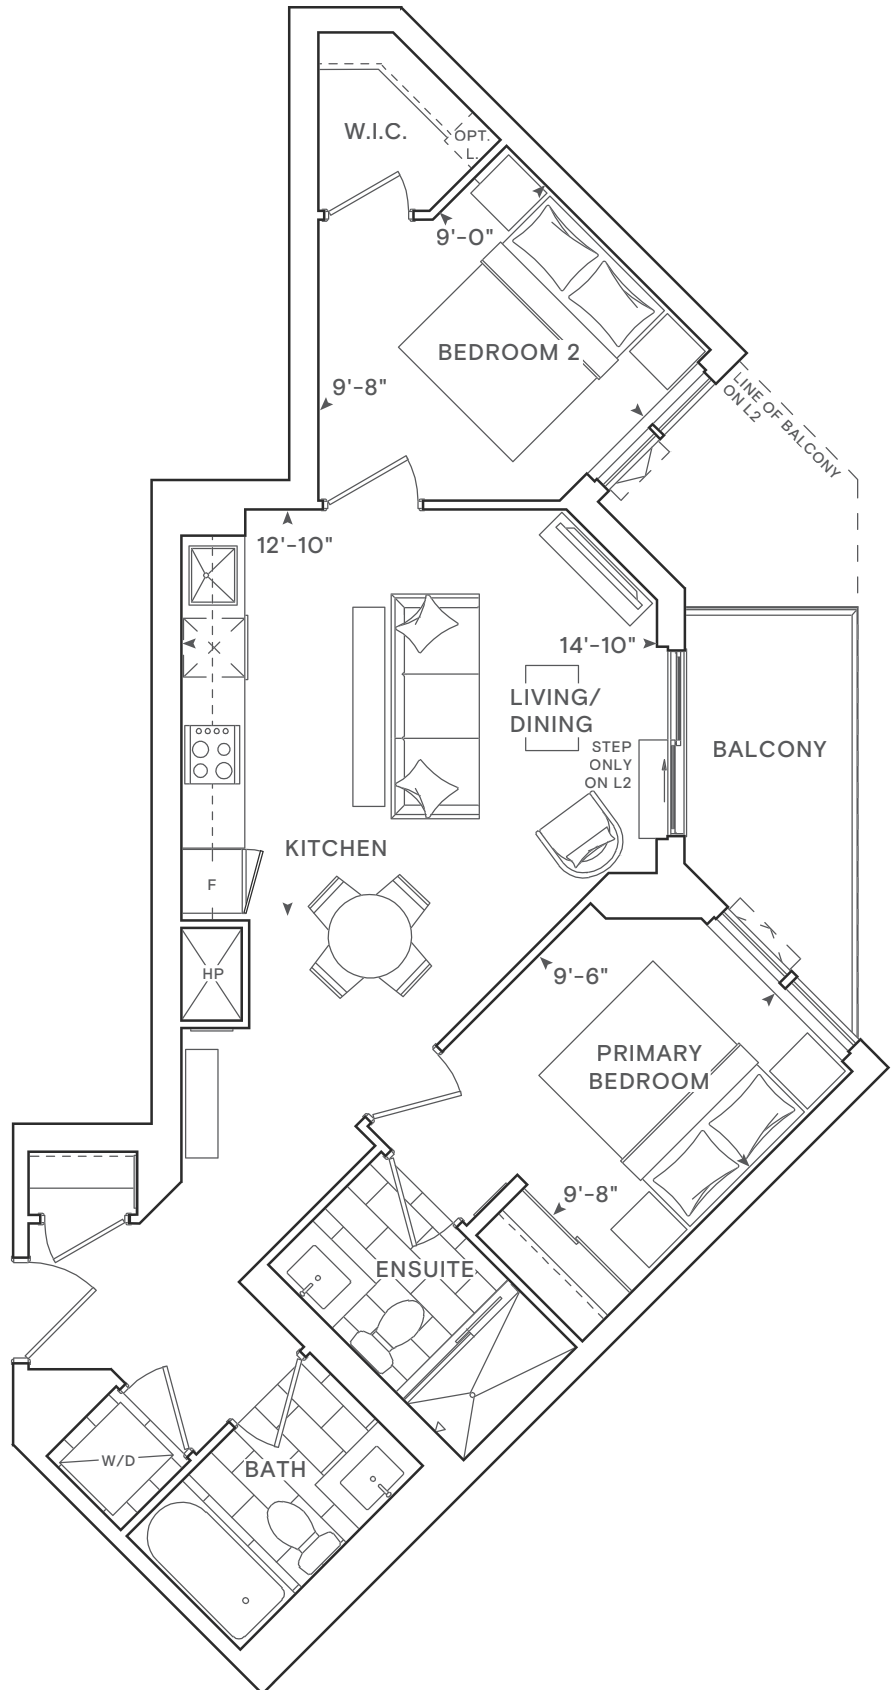 W.I.C.
OPT.
L.
9'-0"
BEDROOM 2
9'-8"
LINE OF BALCONY
ON L2
12'-10"
14'-10"
LIVING/
DINING
STEP
ONLY
ON L2
BALCONY
KITCHEN
F
HP
9'-6"
PRIMARY
BEDROOM
9'-8"
ENSUITE
W/D
BATH